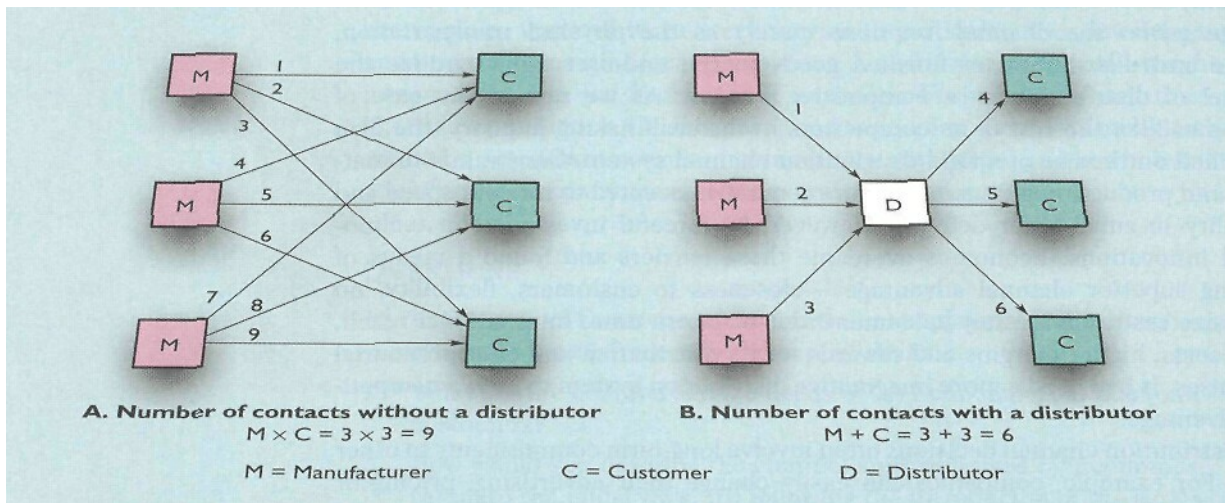 M
C
M
C
1
2
3
1
4
4
M
5
C
M
2
D
5
C
6
7
8
3
6
M
9
C
M
C
A. Number of contacts without a distributor
M × C = 3 × 3 = 9
B. Number of contacts with a distributor
M + C = 3 + 3 = 6
M = Manufacturer
C = Customer
D = Distributor